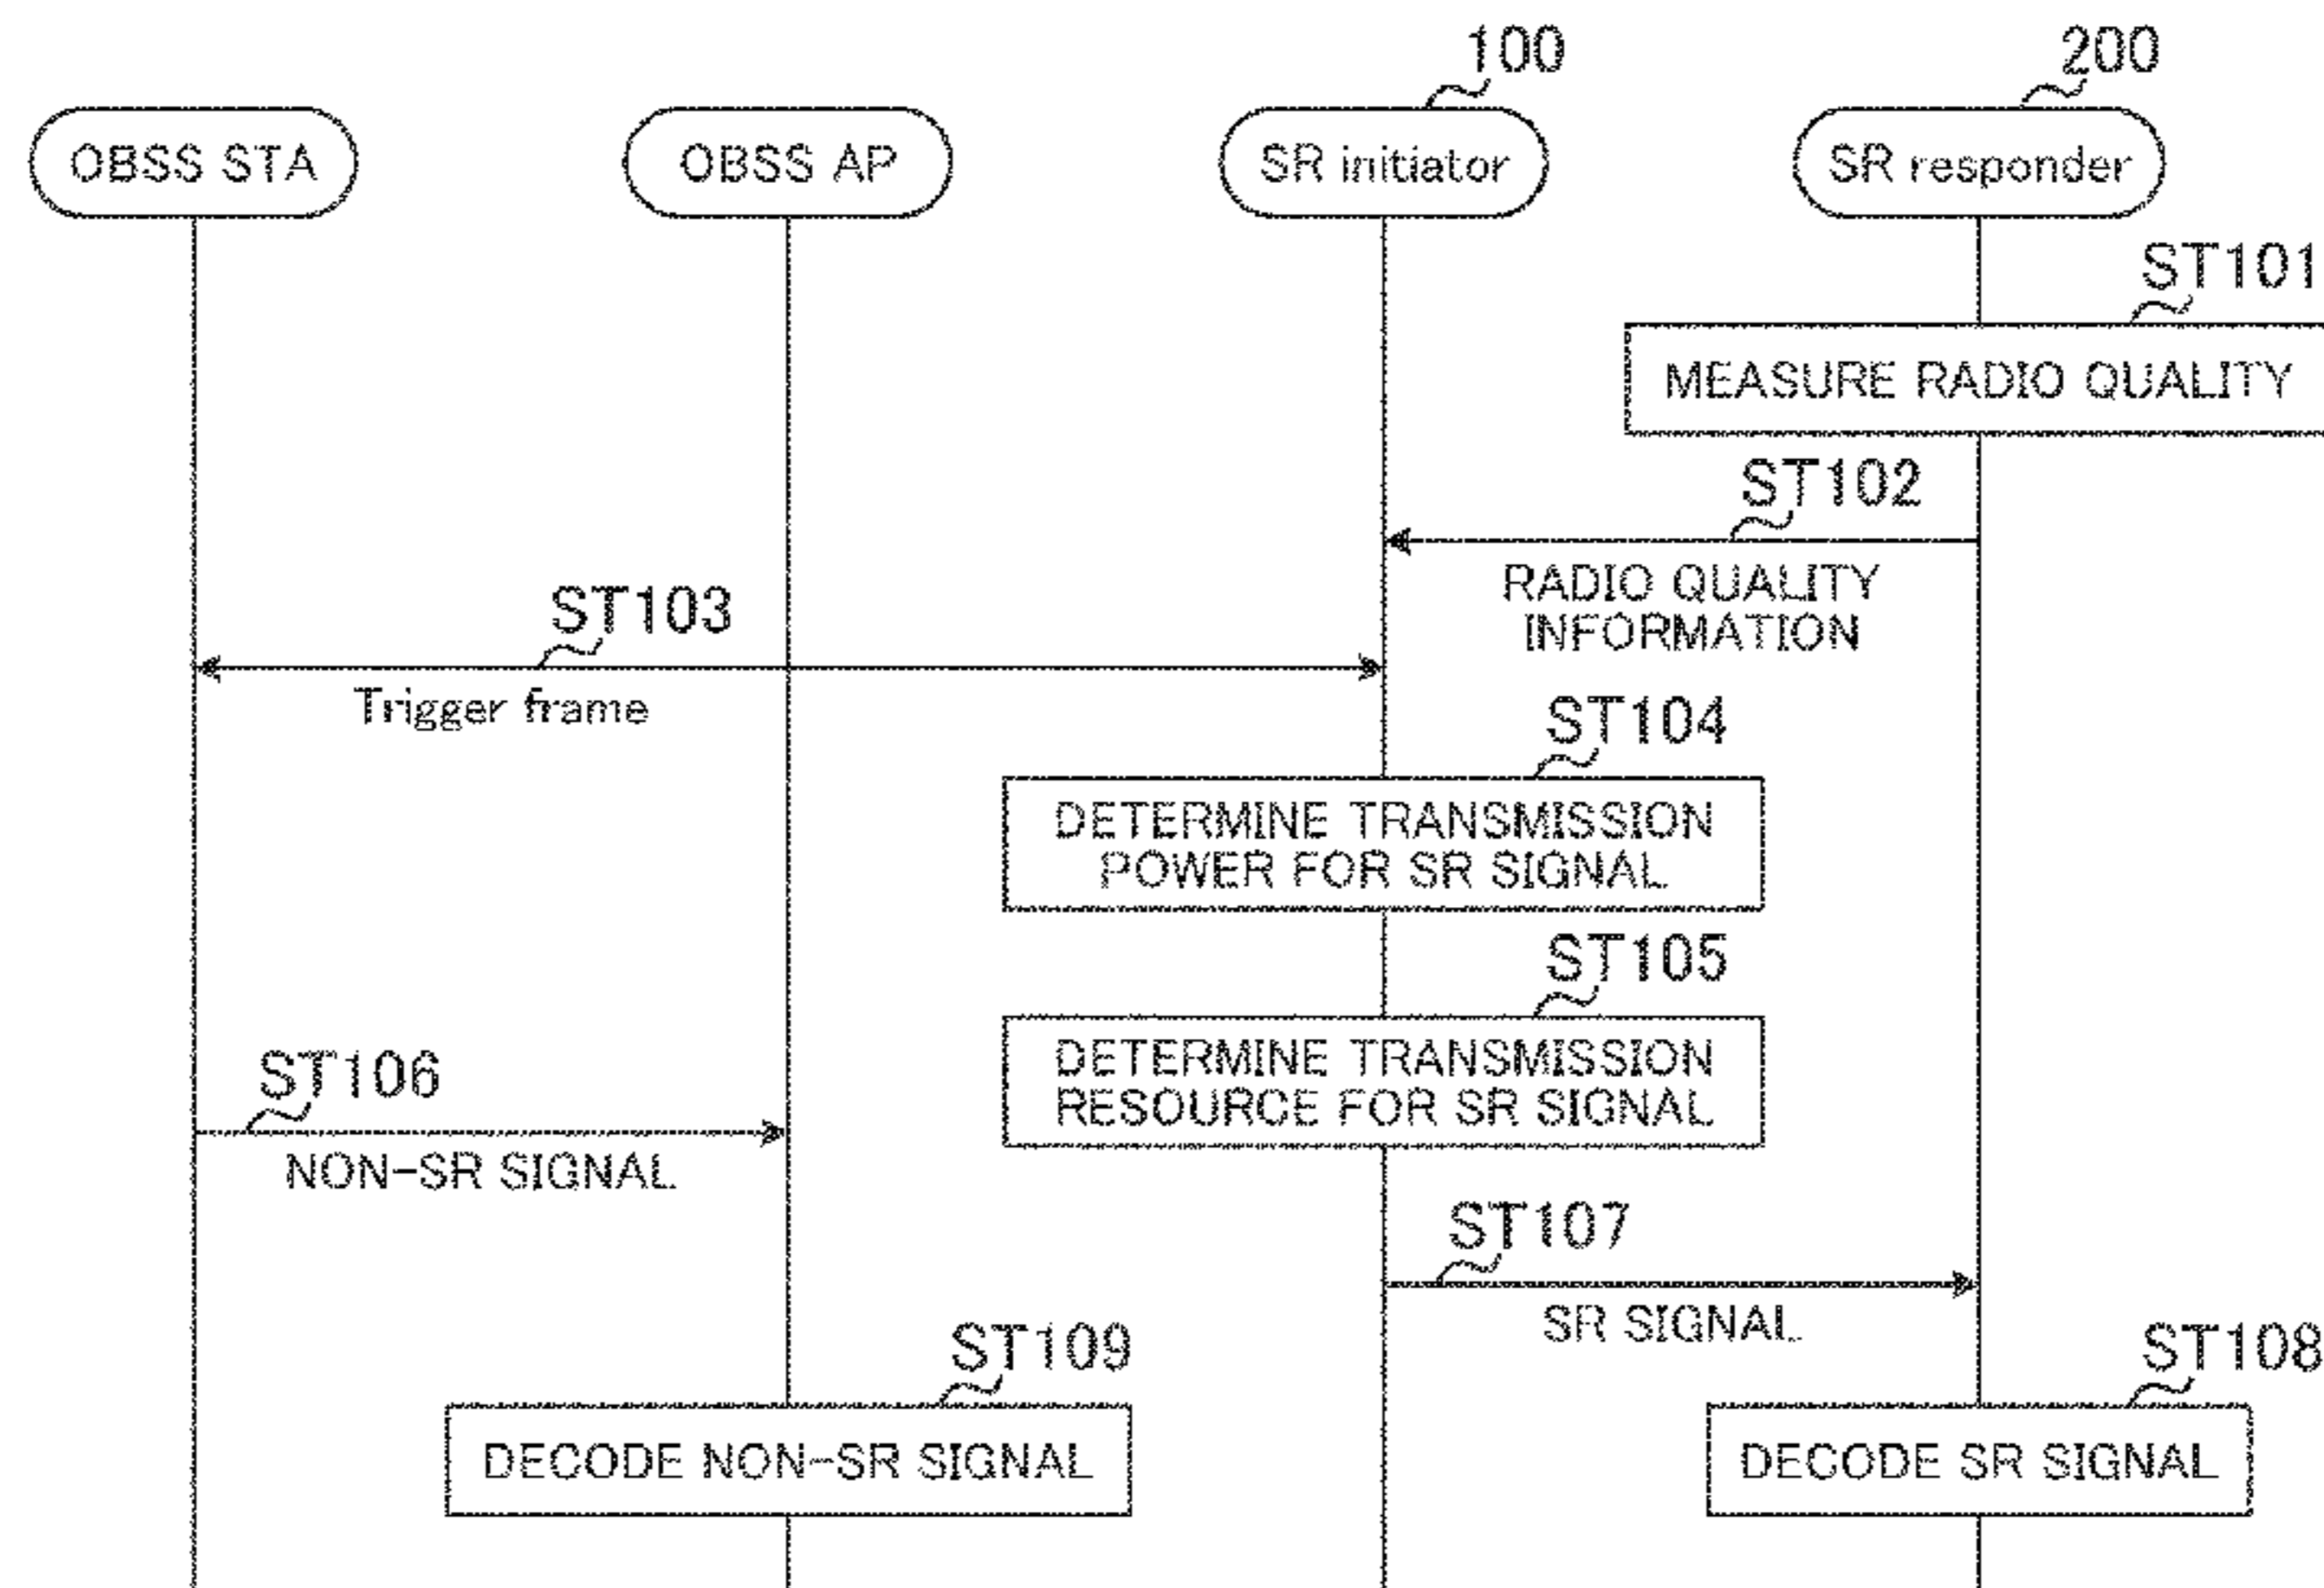 100
200
OBSS STA
OBSS AP
SR initiator
SR responder
ST101
MEASURE RADIO QUALITY
ST102
RADIO QUALITY
INFORMATION
ST103
Trigger frame
ST104
DETERMINE TRANSMISSION
POWER FOR SR SIGNAL
ST105
DETERMINE TRANSMISSION
RESOURCE FOR SR SIGNAL
ST106
NON-SR SIGNAL
ST107
SR SIGNAL
ST109
ST108
DECODE NON-SR SIGNAL
DECODE SR SIGNAL